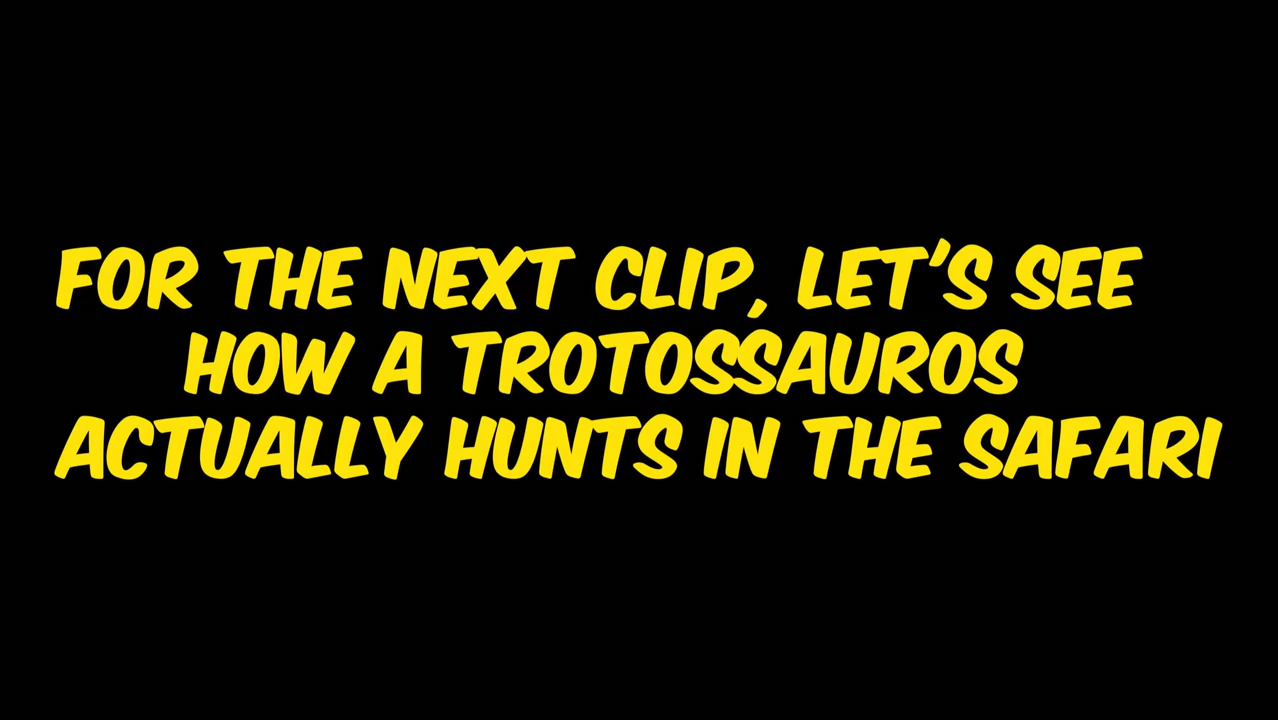 FOR THE NEXT CLIP, LET'S SEE
HOW A TROTOSSAUROS
ACTUALLY HUNTS IN THE SAFARI